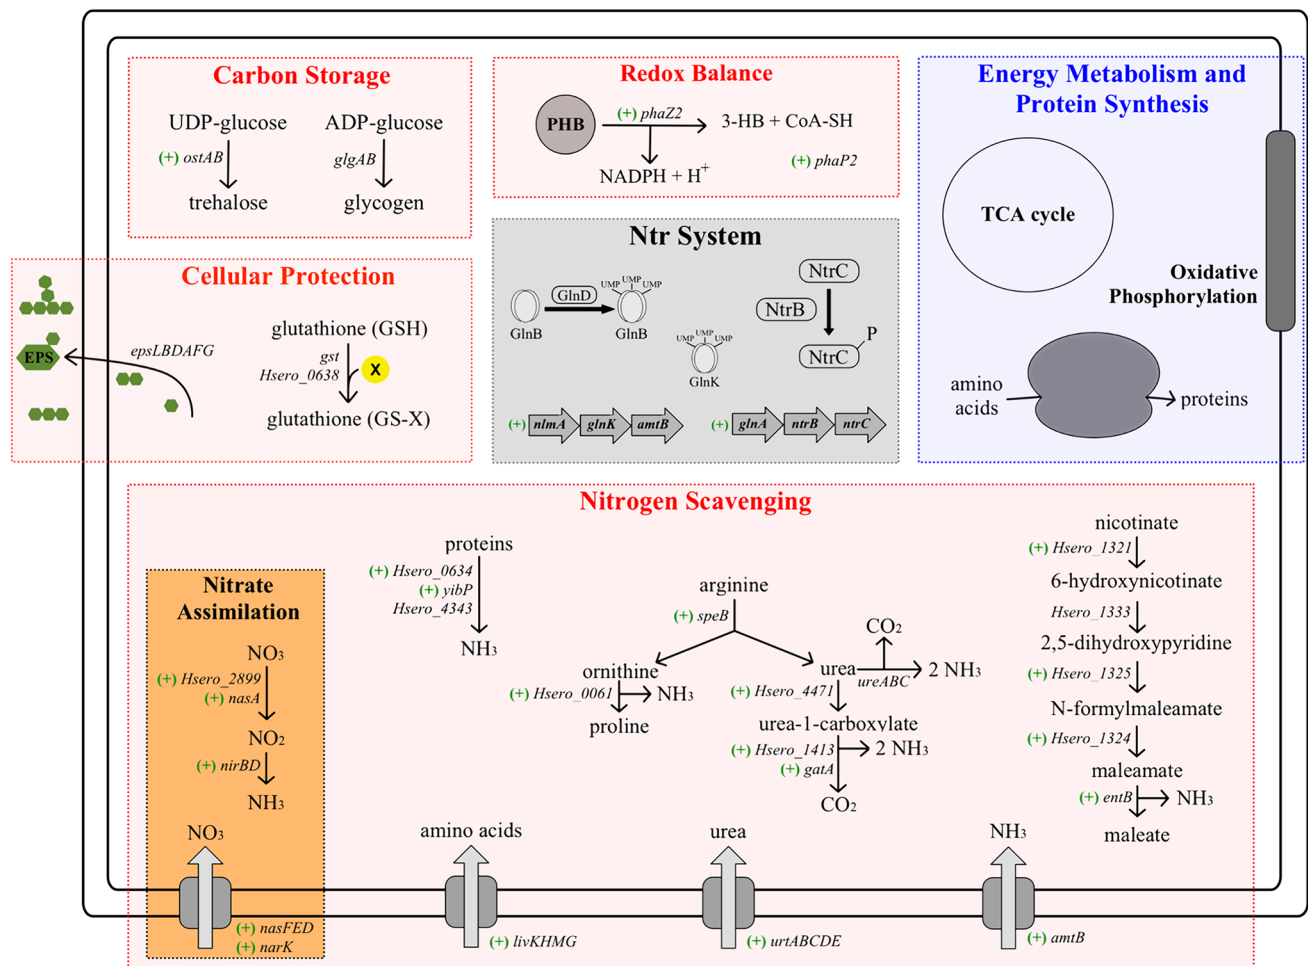 Carbon Storage
UDP-glucose
ADP-glucose
(+) ostAB
glgAB
trehalose
glycogen
Redox Balance
PHB
(+) phaZ2
3-HB + CoA-SH
NADPH + H+
(+) phaP2
Energy Metabolism and
Protein Synthesis
TCA cycle
Oxidative
Phosphorylation
amino
acids
proteins
Cellular Protection
EPS
epsLBDAFG
glutathione (GSH)
gst
Hsero_0638
X
glutathione (GS-X)
Ntr System
GlnB
GlnD
UMP
UMP
UMP
GlnB
UMP
UMP
UMP
GlnK
NtrC
NtrB
P
NtrC
(+) nlmA glnK amtB
(+) glnA ntrB ntrC
Nitrogen Scavenging
Nitrate
Assimilation
NO3
(+) Hsero_2899
(+) nasA
NO2
(+) nirBD
NH3
NO3
(+) nasFED
(+) narK
proteins
(+) Hsero_0634
(+) yibP
Hsero_4343
NH3
amino acids
(+) livKHMG
arginine
(+) speB
ornithine
(+) Hsero_0061
NH3
proline
CO2
urea
ureABC
2 NH3
(+) Hsero_4471
urea-1-carboxylate
(+) Hsero_1413
2 NH3
(+) gatA
CO2
urea
(+) urtABCDE
nicotinate
(+) Hsero_1321
6-hydroxynicotinate
Hsero_1333
2,5-dihydroxypyridine
(+) Hsero_1325
N-formylmaleamate
(+) Hsero_1324
maleamate
(+) entB
NH3
maleate
NH3
(+) amtB